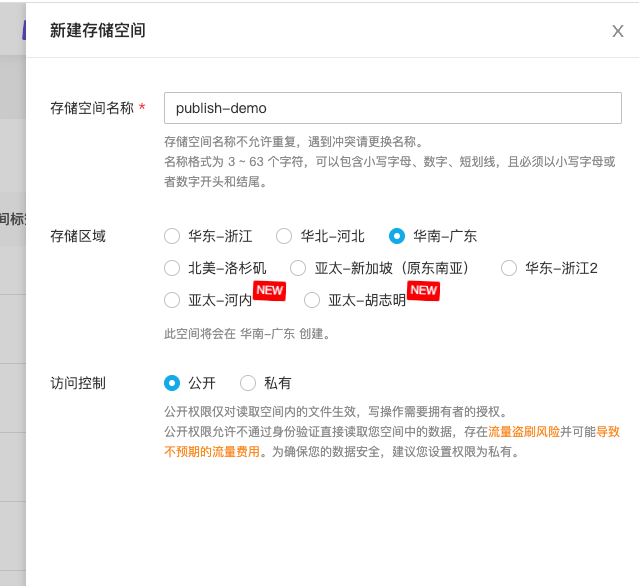 新建存储空间
X
存储空间名称 *
publish-demo
存储空间名称不允许重复，遇到冲突请更换名称。
名称格式为 3 ~ 63 个字符，可以包含小写字母、数字、短划线，且必须以小写字母或
者数字开头和结尾。
间标
存储区域
华东-浙江 华北-河北 华南-广东
北美-洛杉矶 亚太-新加坡（原东南亚） 华东-浙江2
亚太-河内 NEW 亚太-胡志明 NEW
此空间将会在 华南-广东 创建。
访问控制
公开 私有
公开权限仅对读取空间内的文件生效，写操作需要拥有者的授权。
公开权限允许不通过身份验证直接读取您空间中的数据，存在流量盗刷风险并可能导致
不预期的流量费用。为确保您的数据安全，建议您设置权限为私有。